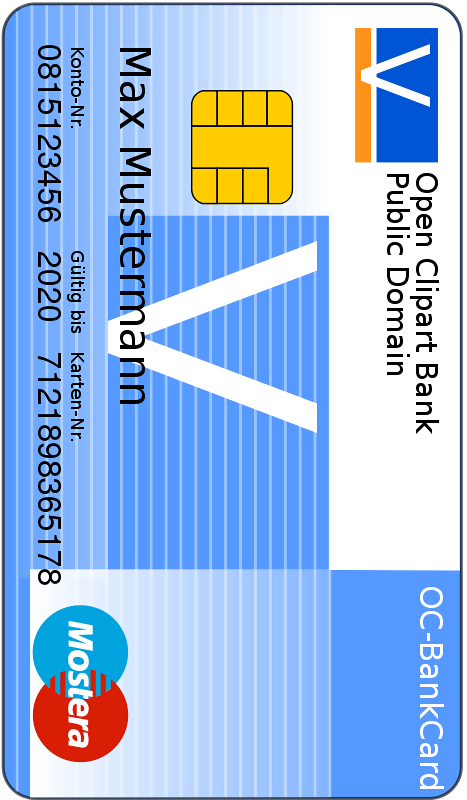 V
Open Clipart Bank
Public Domain
OC-BankCard
V
Max Mustermann
Konto-Nr. Gültig bis Karten-Nr.
0815123456 2020 7121898365178
Mostera